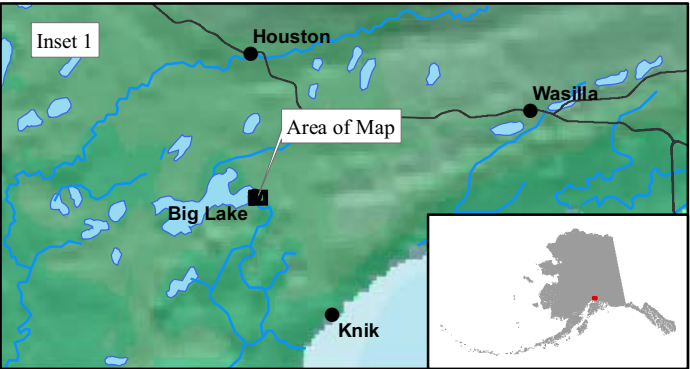 Inset 1
Houston
Wasilla
Area of Map
Big Lake
Knik